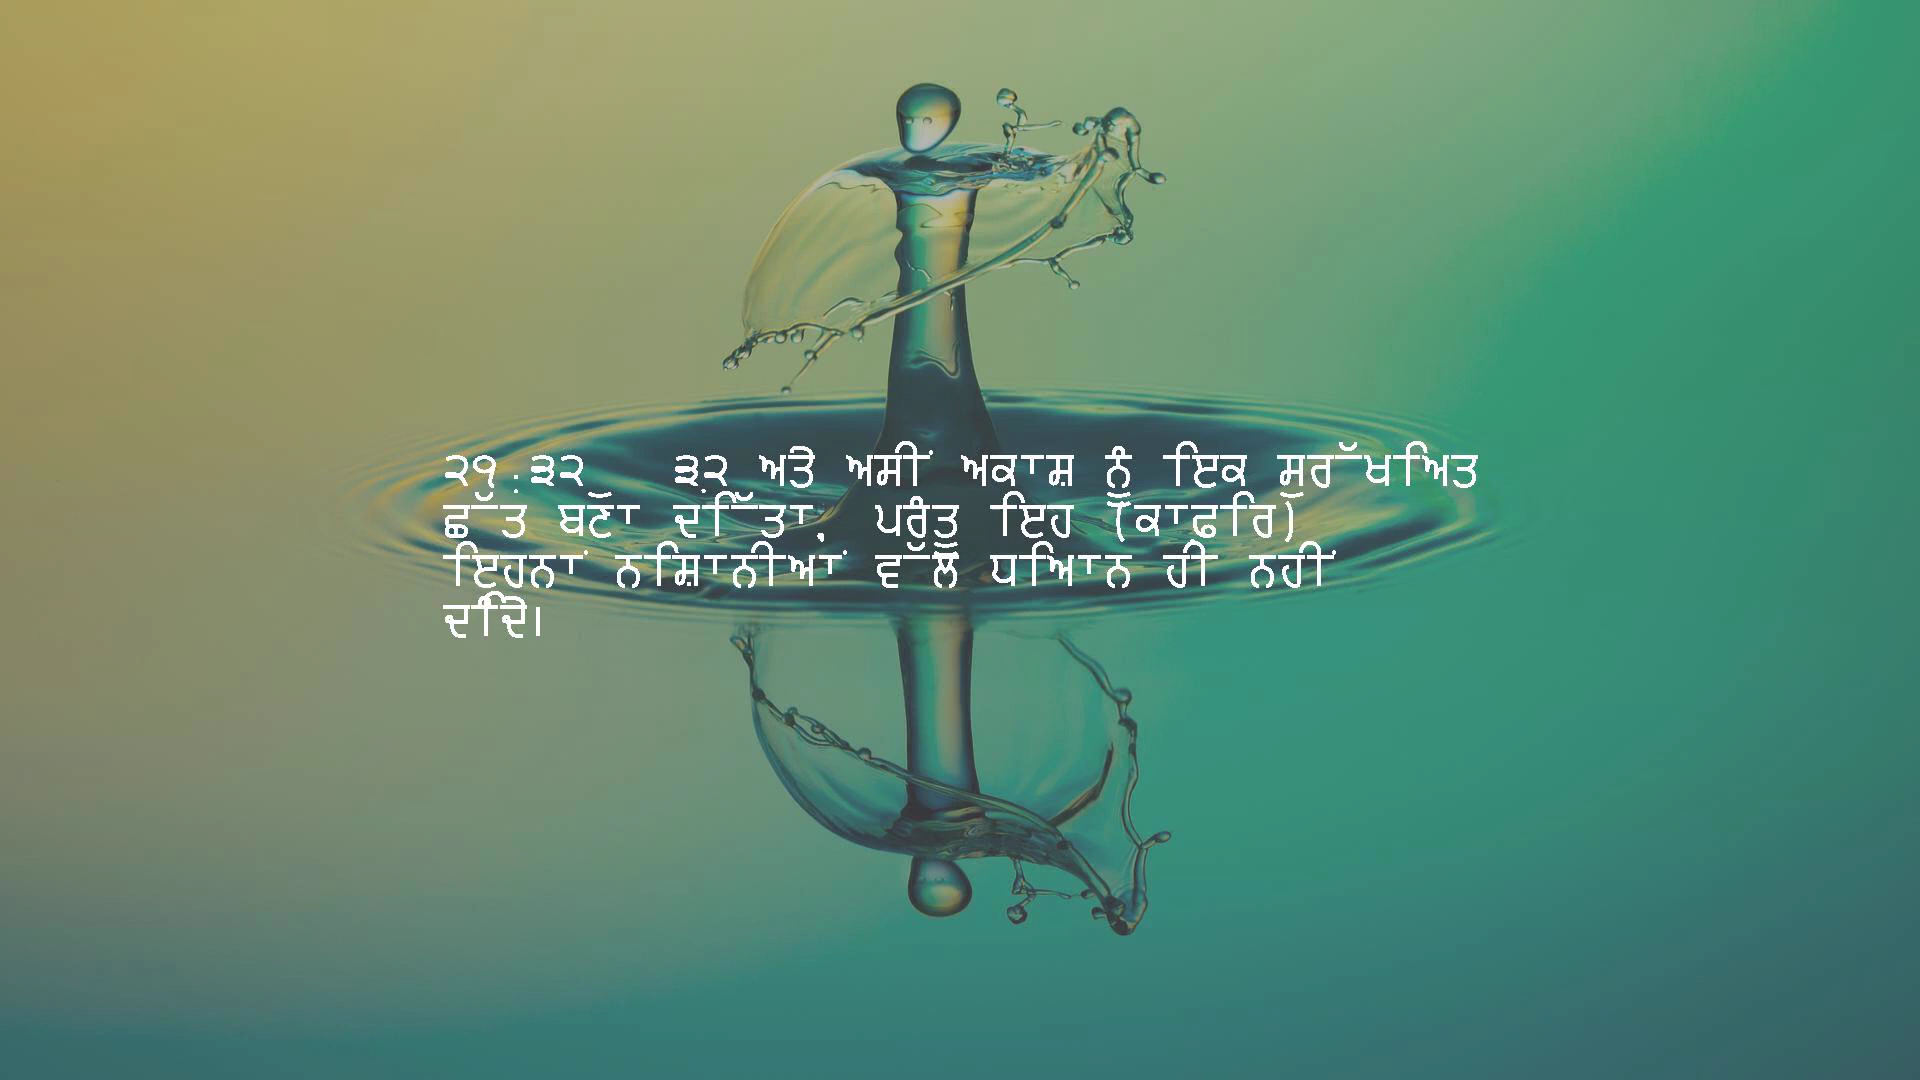 ੨੧:੩੨  ੩੨. ਅਤੇ ਅਸੀਂ ਅਕਾਸ਼ ਨੂੰ ਇਕ ਸੁਰੱਖਿਅਤ
ਛੱਤ ਬਣਾ ਦਿੱਤਾ, ਪਰੰਤੂ ਇਹ (ਕਾਫ਼ਿਰ)
ਇਹਨਾਂ ਨਿਸ਼ਾਨੀਆਂ ਵੱਲ ਧਿਆਨ ਹੀ ਨਹੀਂ
ਦਿੰਦੇ।